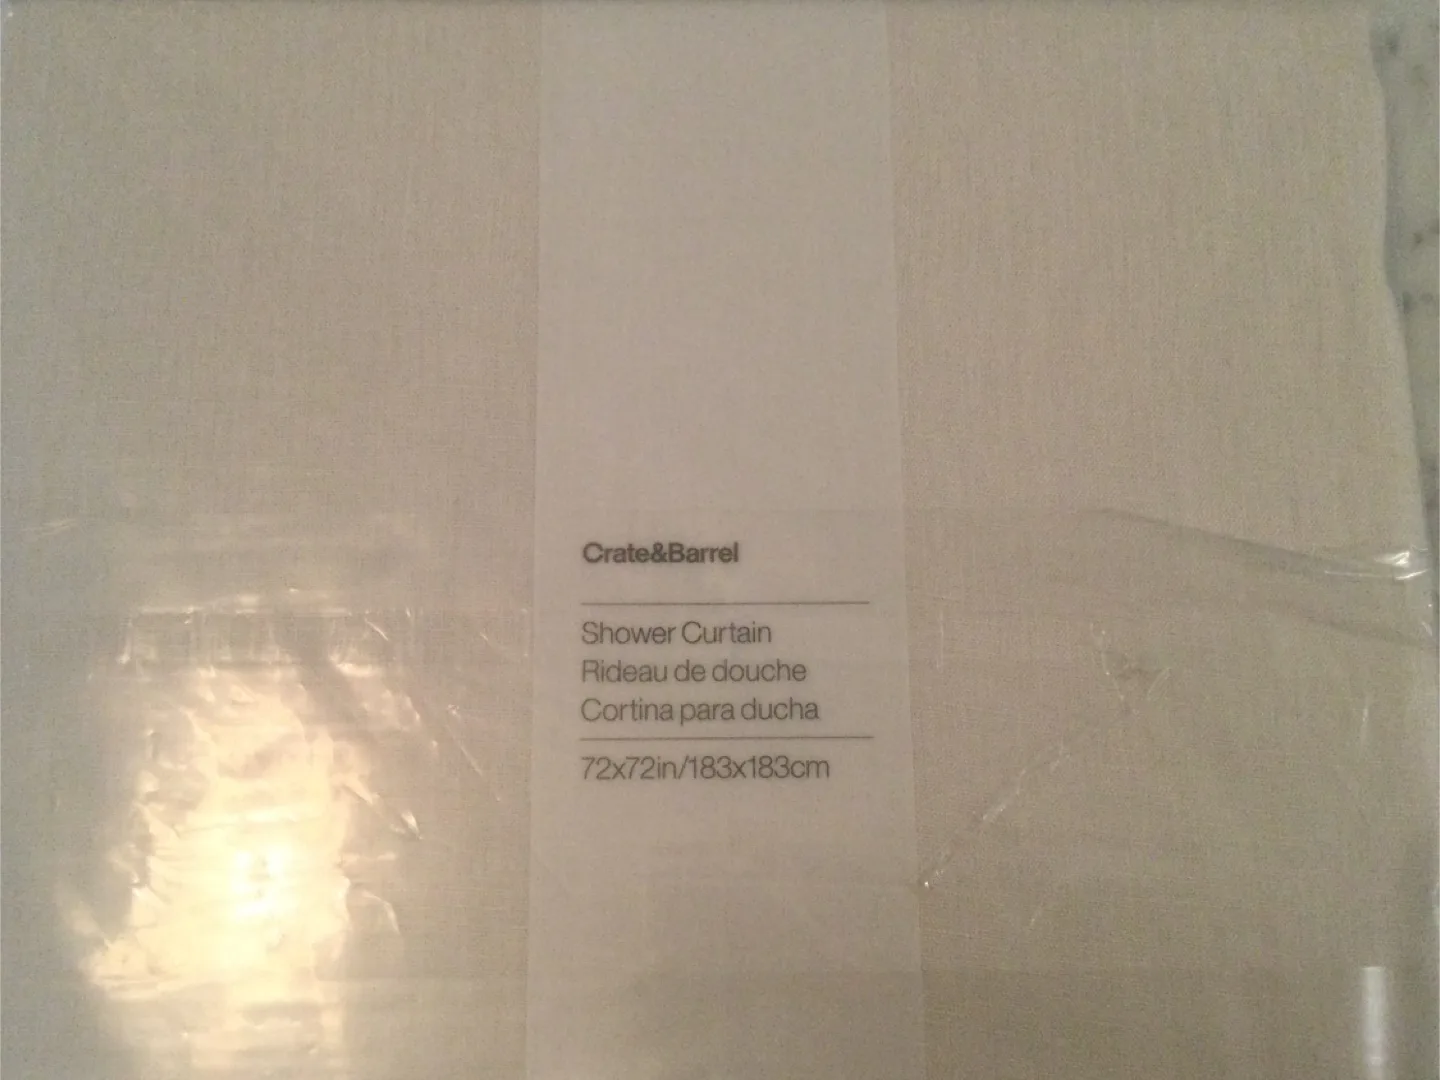 Crate&Barrel
Shower Curtain
Rideau de douche
Cortina para ducha
72x72in/183x183cm